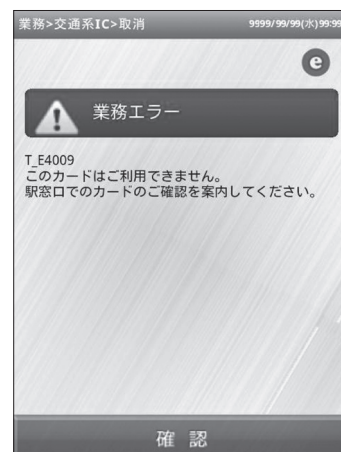 業務>交通系IC>取消 9999/99/99(水)99:99
e
業務エラー
T_E4009
このカードはご利用できません。
駅窓口でのカードのご確認を案内してください。
確 認